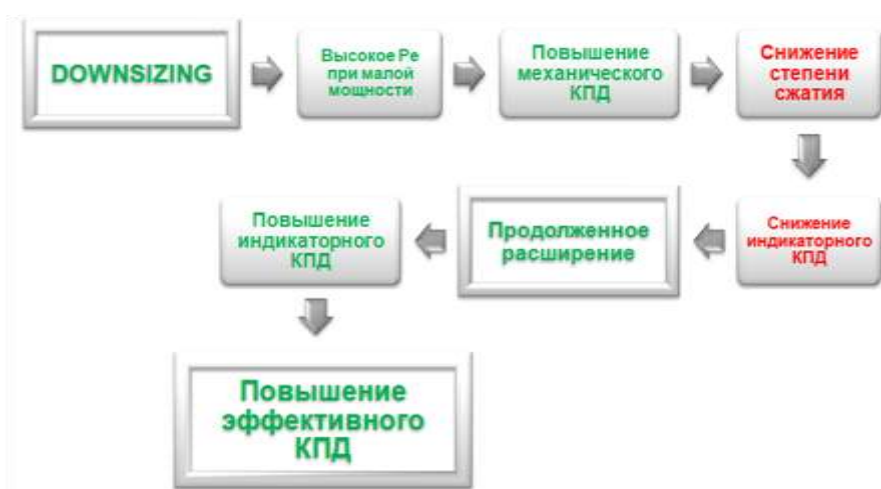 DOWNSIZING
Высокое Ре
при малой
мощности
Повышение
механического
КПД
Снижение
степени
сжатия
Снижение
индикаторного
КПД
Продолженное
расширение
Повышение
индикаторного
КПД
Повышение
эффективного
КПД